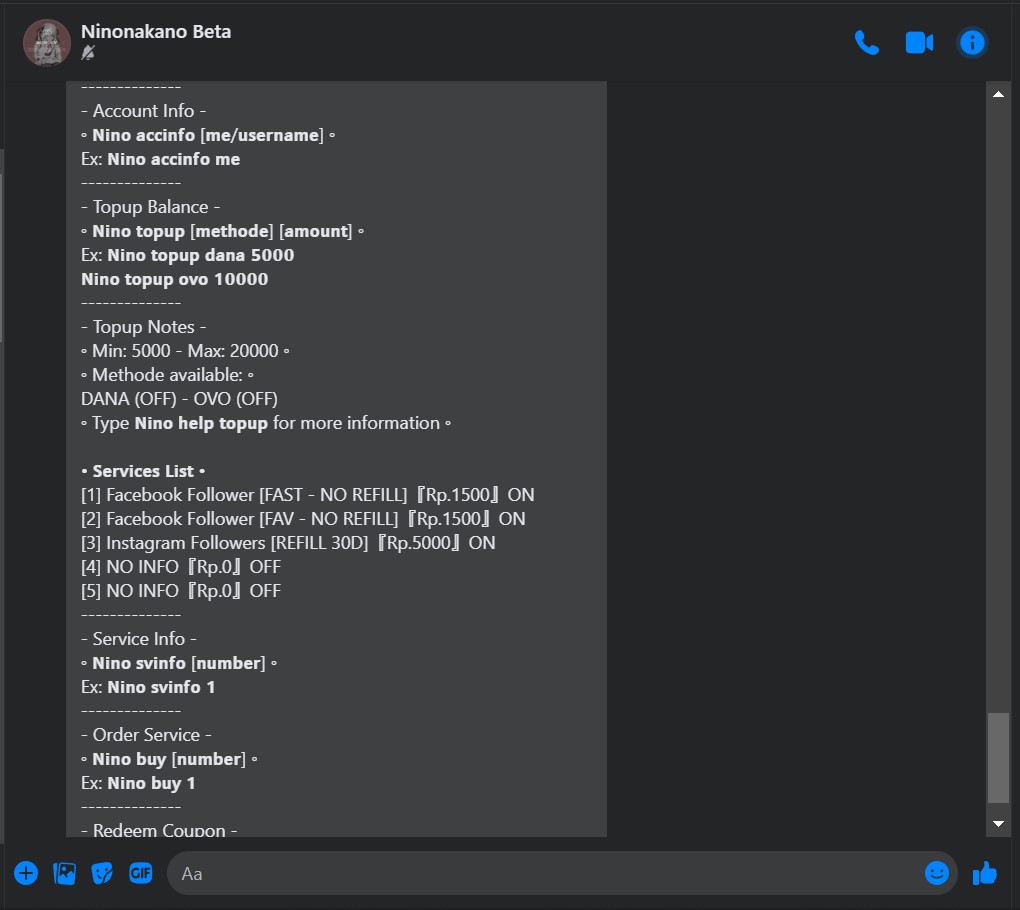 Ninonakano Beta
--------------
- Account Info -
◦ Nino accinfo [me/username] ◦
Ex: Nino accinfo me
--------------
- Topup Balance -
◦ Nino topup [methode] [amount] ◦
Ex: Nino topup dana 5000
Nino topup ovo 10000
--------------
- Topup Notes -
◦ Min: 5000 - Max: 20000 ◦
◦ Methode available: ◦
DANA (OFF) - OVO (OFF)
◦ Type Nino help topup for more information ◦
• Services List •
[1] Facebook Follower [FAST - NO REFILL]『Rp.1500』ON
[2] Facebook Follower [FAV - NO REFILL]『Rp.1500』ON
[3] Instagram Followers [REFILL 30D]『Rp.5000』ON
[4] NO INFO『Rp.0』OFF
[5] NO INFO『Rp.0』OFF
--------------
- Service Info -
◦ Nino svinfo [number] ◦
Ex: Nino svinfo 1
--------------
- Order Service -
◦ Nino buy [number] ◦
Ex: Nino buy 1
--------------
- Redeem Coupon -
GIF
Aa